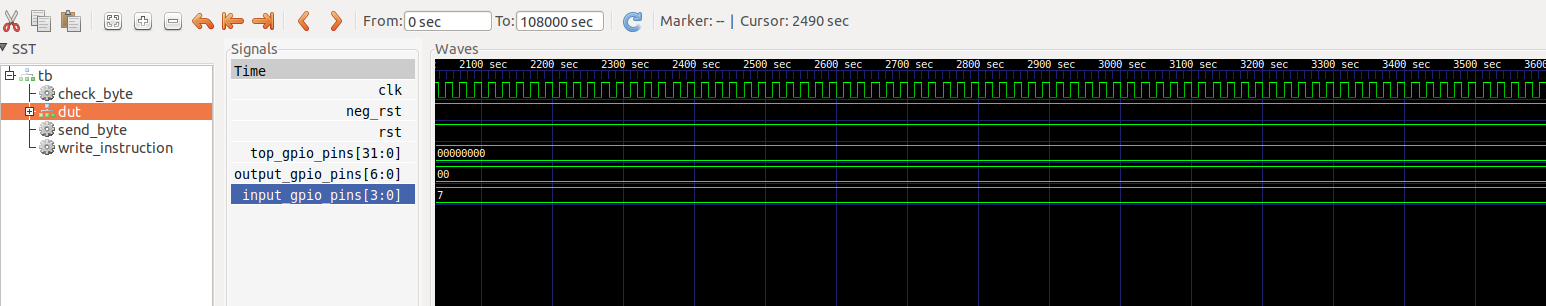 From: 0 sec To: 108000 sec Marker: -- | Cursor: 2490 sec
SST
Signals
Waves
tb
check_byte
dut
send_byte
write_instruction
Time
clk
neg_rst
rst
top_gpio_pins[31:0]
output_gpio_pins[6:0]
input_gpio_pins[3:0]
2100 sec 2200 sec 2300 sec 2400 sec 2500 sec 2600 sec 2700 sec 2800 sec 2900 sec 3000 sec 3100 sec 3200 sec 3300 sec 3400 sec 3500 sec 3600
00000000
00
7